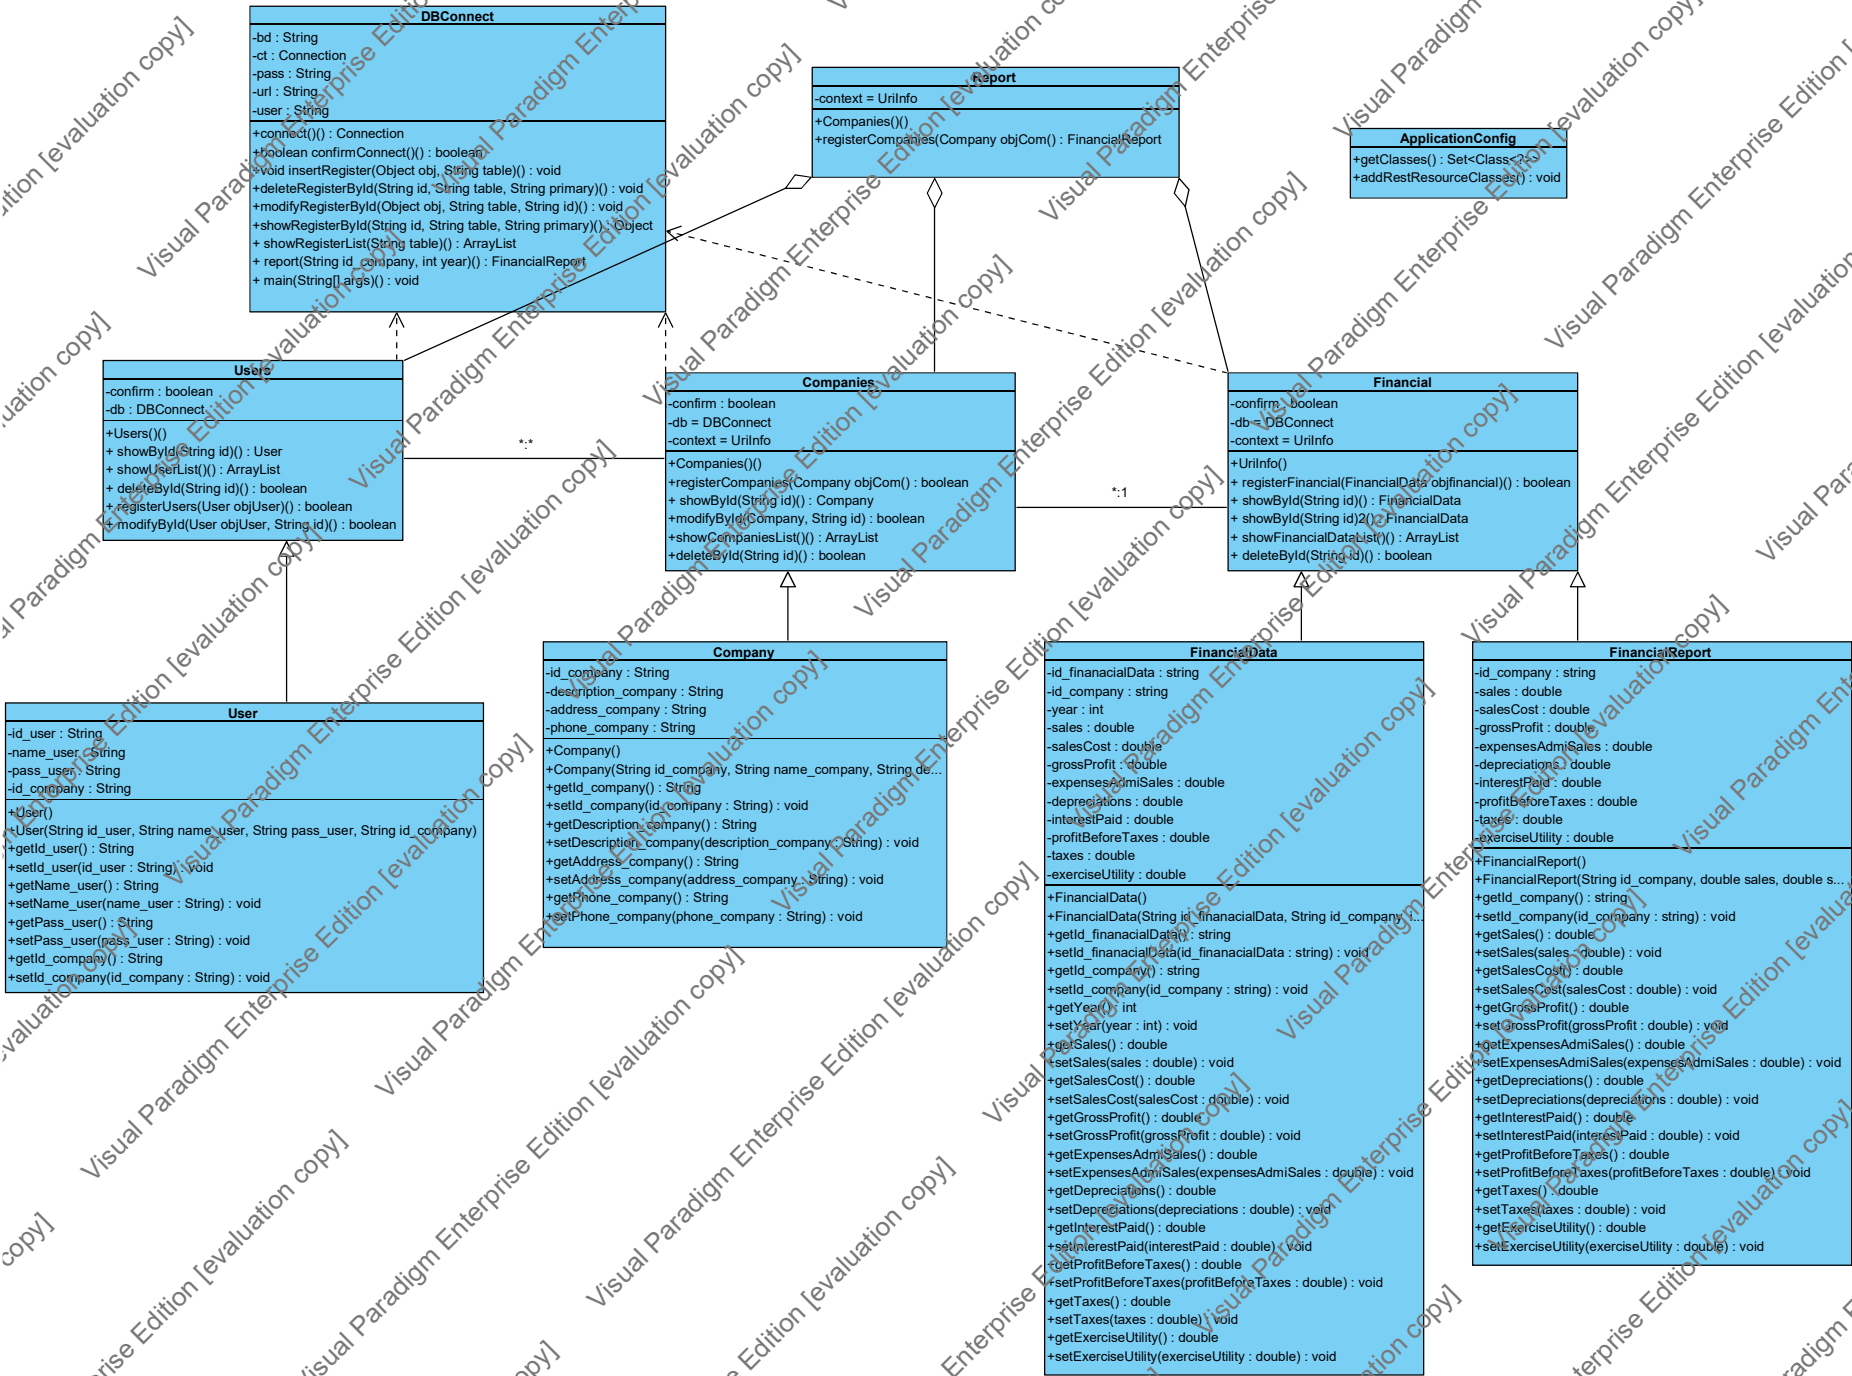 DBConnect
-bd : String
-ct : Connection
-pass : String
-url : String
-user : String
+connect()() : Connection
+boolean confirmConnect()() : boolean
+void insertRegister(Object obj, String table)() : void
+deleteRegisterById(String id, String table, String primary)() : void
+modifyRegisterById(Object obj, String table, String id)() : void
+showRegisterById(String id, String table, String primary)() : Object
+ showRegisterList(String table)() : ArrayList
+ report(String id_company, int year)() : FinancialReport
+ main(String[] args)() : void
Report
-context = UriInfo
+Companies()()
+registerCompanies(Company objCom() : FinancialReport
ApplicationConfig
+getClasses() : Set<Class<?>>
+addRestResourceClasses() : void
Users
-confirm : boolean
-db : DBConnect
+Users()()
+ showById(String id)() : User
+ showUserList()() : ArrayList
+ deleteById(String id)() : boolean
+registerUsers(User objUser)() : boolean
+modifyById(User objUser, String id)() : boolean
*:*
Companies
-confirm : boolean
-db = DBConnect
-context = UriInfo
+Companies()()
+registerCompanies(Company objCom() : boolean
+ showById(String id)() : Company
+modifyById(Company, String id) : boolean
+showCompaniesList()() : ArrayList
+deleteById(String id)() : boolean
*:1
Financial
-confirm : boolean
-db = DBConnect
-context = UriInfo
+UriInfo()
+ registerFinancial(FinancialData objfinancial)() : boolean
+ showById(String id)() : FinancialData
+ showById(String id)2() : FinancialData
+ showFinancialDataList()() : ArrayList
+ deleteById(String id)() : boolean
User
-id_user : String
-name_user : String
-pass_user : String
-id_company : String
+User()
+User(String id_user, String name_user, String pass_user, String id_company)
+getId_user() : String
+setId_user(id_user : String) : void
+getName_user() : String
+setName_user(name_user : String) : void
+getPass_user() : String
+setPass_user(pass_user : String) : void
+getId_company() : String
+setId_company(id_company : String) : void
Company
-id_company : String
-description_company : String
-address_company : String
-phone_company : String
+Company()
+Company(String id_company, String name_company, String de...
+getId_company() : String
+setId_company(id_company : String) : void
+getDescription_company() : String
+setDescription_company(description_company : String) : void
+getAddress_company() : String
+setAddress_company(address_company : String) : void
+getPhone_company() : String
+setPhone_company(phone_company : String) : void
FinancialData
-id_finanacialData : string
-id_company : string
-year : int
-sales : double
-salesCost : double
-grossProfit : double
-expensesAdmiSales : double
-depreciations : double
-interestPaid : double
-profitBeforeTaxes : double
-taxes : double
-exerciseUtility : double
+FinancialData()
+FinancialData(String id_finanacialData, String id_company, i...
+getId_finanacialData() : string
+setId_finanacialData(id_finanacialData : string) : void
+getId_company() : string
+setId_company(id_company : string) : void
+getYear() : int
+setYear(year : int) : void
+getSales() : double
+setSales(sales : double) : void
+getSalesCost() : double
+setSalesCost(salesCost : double) : void
+getGrossProfit() : double
+setGrossProfit(grossProfit : double) : void
+getExpensesAdmiSales() : double
+setExpensesAdmiSales(expensesAdmiSales : double) : void
+getDepreciations() : double
+setDepreciations(depreciations : double) : void
+getInterestPaid() : double
+setInterestPaid(interestPaid : double) : void
+getProfitBeforeTaxes() : double
+setProfitBeforeTaxes(profitBeforeTaxes : double) : void
+getTaxes() : double
+setTaxes(taxes : double) : void
+getExerciseUtility() : double
+setExerciseUtility(exerciseUtility : double) : void
FinancialReport
-id_company : string
-sales : double
-salesCost : double
-grossProfit : double
-expensesAdmiSales : double
-depreciations : double
-interestPaid : double
-profitBeforeTaxes : double
-taxes : double
-exerciseUtility : double
+FinancialReport()
+FinancialReport(String id_company, double sales, double s...
+getId_company() : string
+setId_company(id_company : string) : void
+getSales() : double
+setSales(sales : double) : void
+getSalesCost() : double
+setSalesCost(salesCost : double) : void
+getGrossProfit() : double
+setGrossProfit(grossProfit : double) : void
+getExpensesAdmiSales() : double
+setExpensesAdmiSales(expensesAdmiSales : double) : void
+getDepreciations() : double
+setDepreciations(depreciations : double) : void
+getInterestPaid() : double
+setInterestPaid(interestPaid : double) : void
+getProfitBeforeTaxes() : double
+setProfitBeforeTaxes(profitBeforeTaxes : double) : void
+getTaxes() : double
+setTaxes(taxes : double) : void
+getExerciseUtility() : double
+setExerciseUtility(exerciseUtility : double) : void
Visual Paradigm Enterprise Edition [evaluation copy]